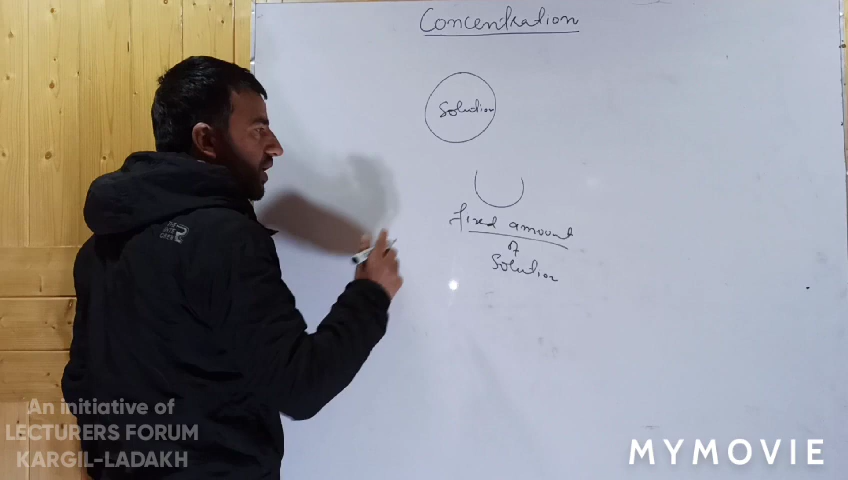 Concentration
Solution
fixed amount
of
Solution
An initiative of
LECTURERS FORUM
KARGIL-LADAKH
MYMOVIE